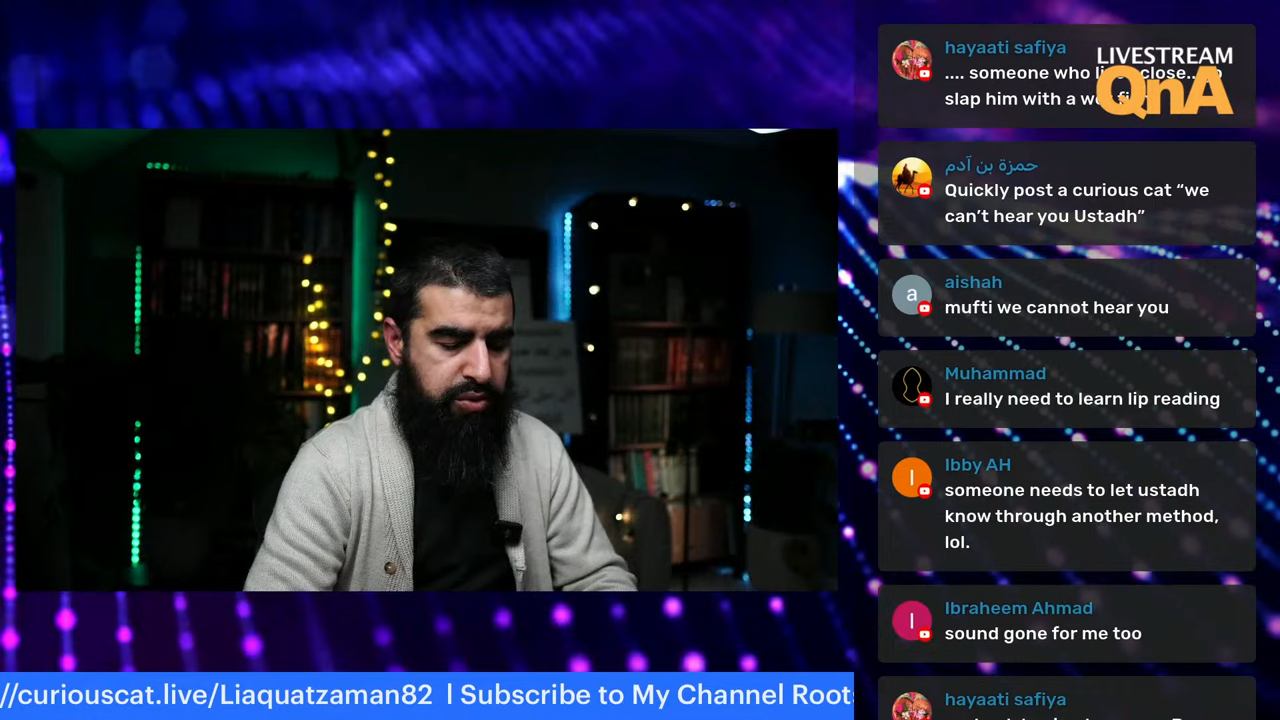 hayaati safiya
LIVESTREAM
QnA
.... someone who
slap him with a
حمزة بن آدم
Quickly post a curious cat “we
can’t hear you Ustadh”
aishah
mufti we cannot hear you
Muhammad
I really need to learn lip reading
Ibby AH
someone needs to let ustadh
know through another method,
lol.
Ibraheem Ahmad
sound gone for me too
hayaati safiya
//curiouscat.live/Liaquatzaman82 | Subscribe to My Channel